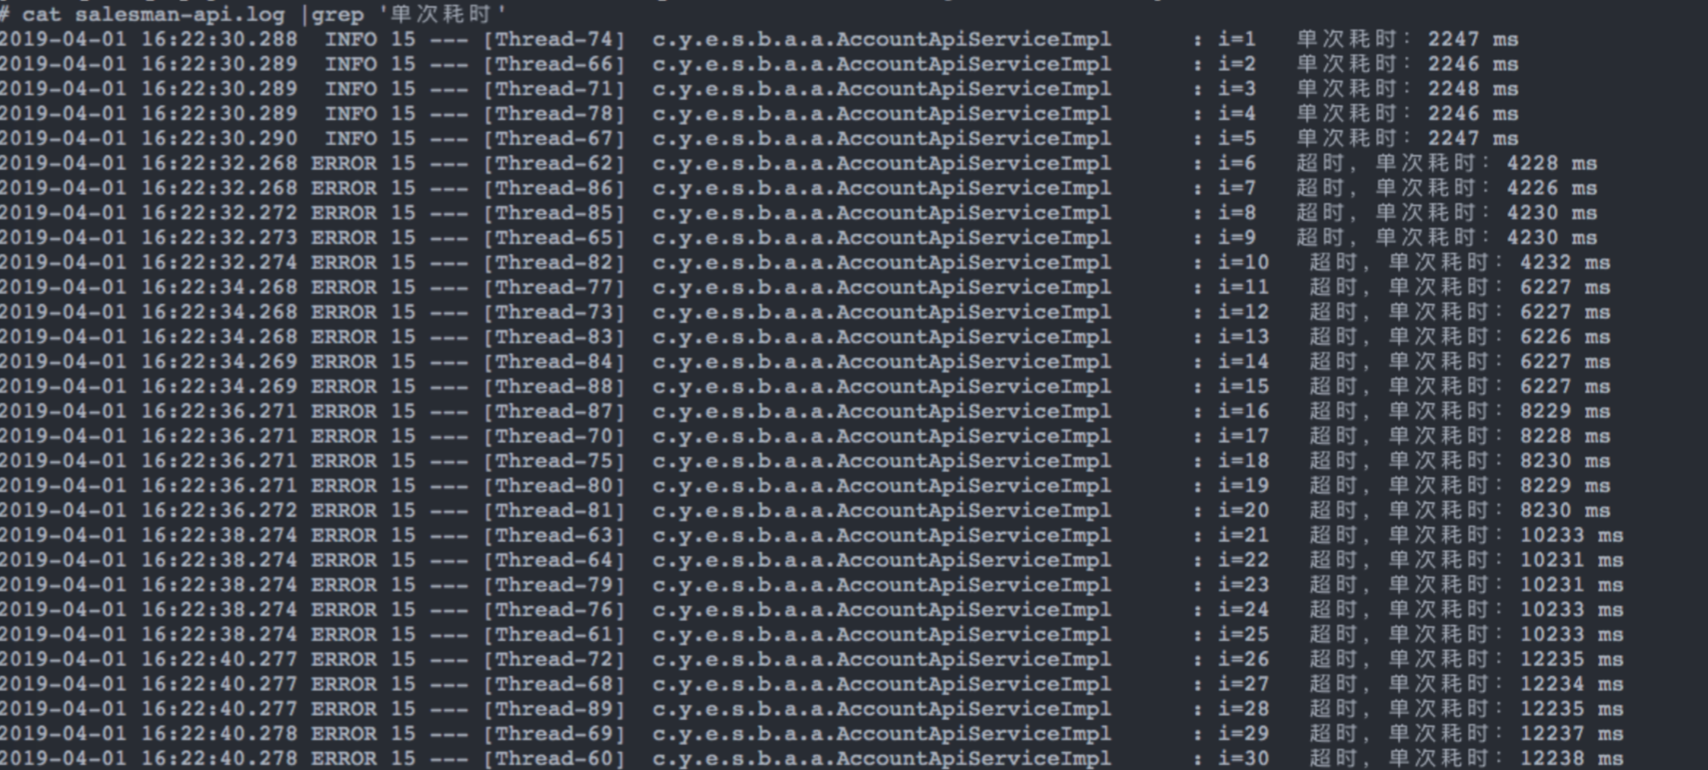 # cat salesman-api.log |grep '单次耗时'
2019-04-01 16:22:30.288  INFO 15 --- [Thread-74]  c.y.e.s.b.a.a.AccountApiServiceImpl      : i=1   单次耗时：2247 ms
2019-04-01 16:22:30.289  INFO 15 --- [Thread-66]  c.y.e.s.b.a.a.AccountApiServiceImpl      : i=2   单次耗时：2246 ms
2019-04-01 16:22:30.289  INFO 15 --- [Thread-71]  c.y.e.s.b.a.a.AccountApiServiceImpl      : i=3   单次耗时：2248 ms
2019-04-01 16:22:30.289  INFO 15 --- [Thread-78]  c.y.e.s.b.a.a.AccountApiServiceImpl      : i=4   单次耗时：2246 ms
2019-04-01 16:22:30.290  INFO 15 --- [Thread-67]  c.y.e.s.b.a.a.AccountApiServiceImpl      : i=5   单次耗时：2247 ms
2019-04-01 16:22:32.268 ERROR 15 --- [Thread-62]  c.y.e.s.b.a.a.AccountApiServiceImpl      : i=6   超时，单次耗时：4228 ms
2019-04-01 16:22:32.268 ERROR 15 --- [Thread-86]  c.y.e.s.b.a.a.AccountApiServiceImpl      : i=7   超时，单次耗时：4226 ms
2019-04-01 16:22:32.272 ERROR 15 --- [Thread-85]  c.y.e.s.b.a.a.AccountApiServiceImpl      : i=8   超时，单次耗时：4230 ms
2019-04-01 16:22:32.273 ERROR 15 --- [Thread-65]  c.y.e.s.b.a.a.AccountApiServiceImpl      : i=9   超时，单次耗时：4230 ms
2019-04-01 16:22:32.274 ERROR 15 --- [Thread-82]  c.y.e.s.b.a.a.AccountApiServiceImpl      : i=10   超时，单次耗时：4232 ms
2019-04-01 16:22:34.268 ERROR 15 --- [Thread-77]  c.y.e.s.b.a.a.AccountApiServiceImpl      : i=11   超时，单次耗时：6227 ms
2019-04-01 16:22:34.268 ERROR 15 --- [Thread-73]  c.y.e.s.b.a.a.AccountApiServiceImpl      : i=12   超时，单次耗时：6227 ms
2019-04-01 16:22:34.268 ERROR 15 --- [Thread-83]  c.y.e.s.b.a.a.AccountApiServiceImpl      : i=13   超时，单次耗时：6226 ms
2019-04-01 16:22:34.269 ERROR 15 --- [Thread-84]  c.y.e.s.b.a.a.AccountApiServiceImpl      : i=14   超时，单次耗时：6227 ms
2019-04-01 16:22:34.269 ERROR 15 --- [Thread-88]  c.y.e.s.b.a.a.AccountApiServiceImpl      : i=15   超时，单次耗时：6227 ms
2019-04-01 16:22:36.271 ERROR 15 --- [Thread-87]  c.y.e.s.b.a.a.AccountApiServiceImpl      : i=16   超时，单次耗时：8229 ms
2019-04-01 16:22:36.271 ERROR 15 --- [Thread-70]  c.y.e.s.b.a.a.AccountApiServiceImpl      : i=17   超时，单次耗时：8228 ms
2019-04-01 16:22:36.271 ERROR 15 --- [Thread-75]  c.y.e.s.b.a.a.AccountApiServiceImpl      : i=18   超时，单次耗时：8230 ms
2019-04-01 16:22:36.271 ERROR 15 --- [Thread-80]  c.y.e.s.b.a.a.AccountApiServiceImpl      : i=19   超时，单次耗时：8229 ms
2019-04-01 16:22:36.272 ERROR 15 --- [Thread-81]  c.y.e.s.b.a.a.AccountApiServiceImpl      : i=20   超时，单次耗时：8230 ms
2019-04-01 16:22:38.274 ERROR 15 --- [Thread-63]  c.y.e.s.b.a.a.AccountApiServiceImpl      : i=21   超时，单次耗时：10233 ms
2019-04-01 16:22:38.274 ERROR 15 --- [Thread-64]  c.y.e.s.b.a.a.AccountApiServiceImpl      : i=22   超时，单次耗时：10231 ms
2019-04-01 16:22:38.274 ERROR 15 --- [Thread-79]  c.y.e.s.b.a.a.AccountApiServiceImpl      : i=23   超时，单次耗时：10231 ms
2019-04-01 16:22:38.274 ERROR 15 --- [Thread-76]  c.y.e.s.b.a.a.AccountApiServiceImpl      : i=24   超时，单次耗时：10233 ms
2019-04-01 16:22:38.274 ERROR 15 --- [Thread-61]  c.y.e.s.b.a.a.AccountApiServiceImpl      : i=25   超时，单次耗时：10233 ms
2019-04-01 16:22:40.277 ERROR 15 --- [Thread-72]  c.y.e.s.b.a.a.AccountApiServiceImpl      : i=26   超时，单次耗时：12235 ms
2019-04-01 16:22:40.277 ERROR 15 --- [Thread-68]  c.y.e.s.b.a.a.AccountApiServiceImpl      : i=27   超时，单次耗时：12234 ms
2019-04-01 16:22:40.277 ERROR 15 --- [Thread-89]  c.y.e.s.b.a.a.AccountApiServiceImpl      : i=28   超时，单次耗时：12235 ms
2019-04-01 16:22:40.278 ERROR 15 --- [Thread-69]  c.y.e.s.b.a.a.AccountApiServiceImpl      : i=29   超时，单次耗时：12237 ms
2019-04-01 16:22:40.278 ERROR 15 --- [Thread-60]  c.y.e.s.b.a.a.AccountApiServiceImpl      : i=30   超时，单次耗时：12238 ms